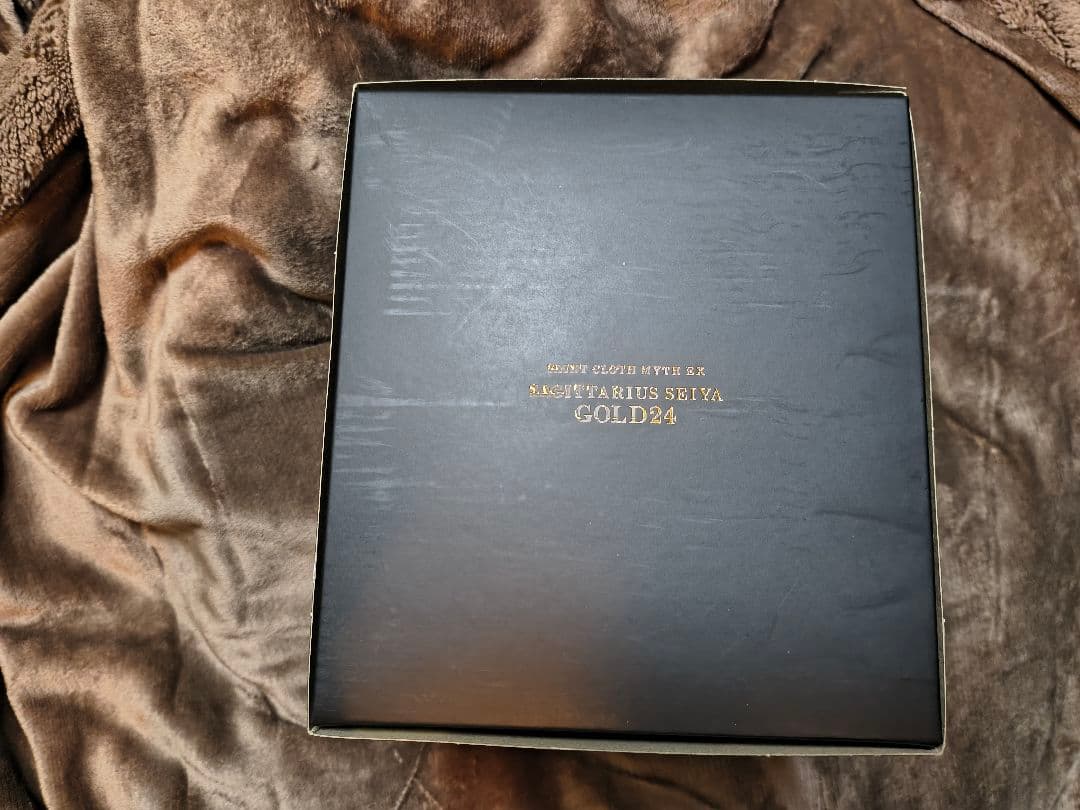 SAINT CLOTH MYTH EX
SAGITTARIUS SEIYA
GOLD24